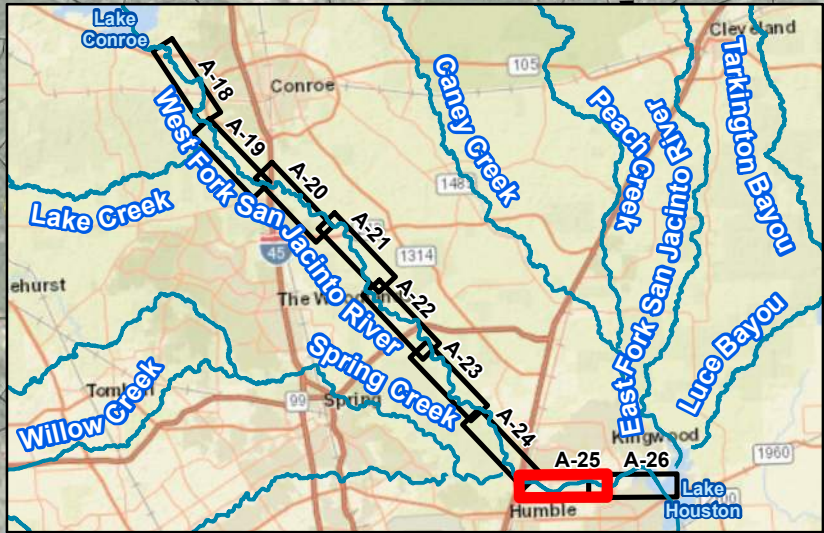 Lake
Conroe
Cleveland
105
Conroe
A-18
A-19
A-20
A-21
A-22
A-23
A-24
A-25
A-26
West Fork San Jacinto River
Caney Creek
Peach Creek
East Fork San Jacinto River
Tarkington Bayou
148
Lake Creek
45
1314
ehurst
The Woodlands
Luce Bayou
Spring Creek
Willow Creek
Tomball
99
Spring
Kingwood
1960
Humble
Lake
Houston